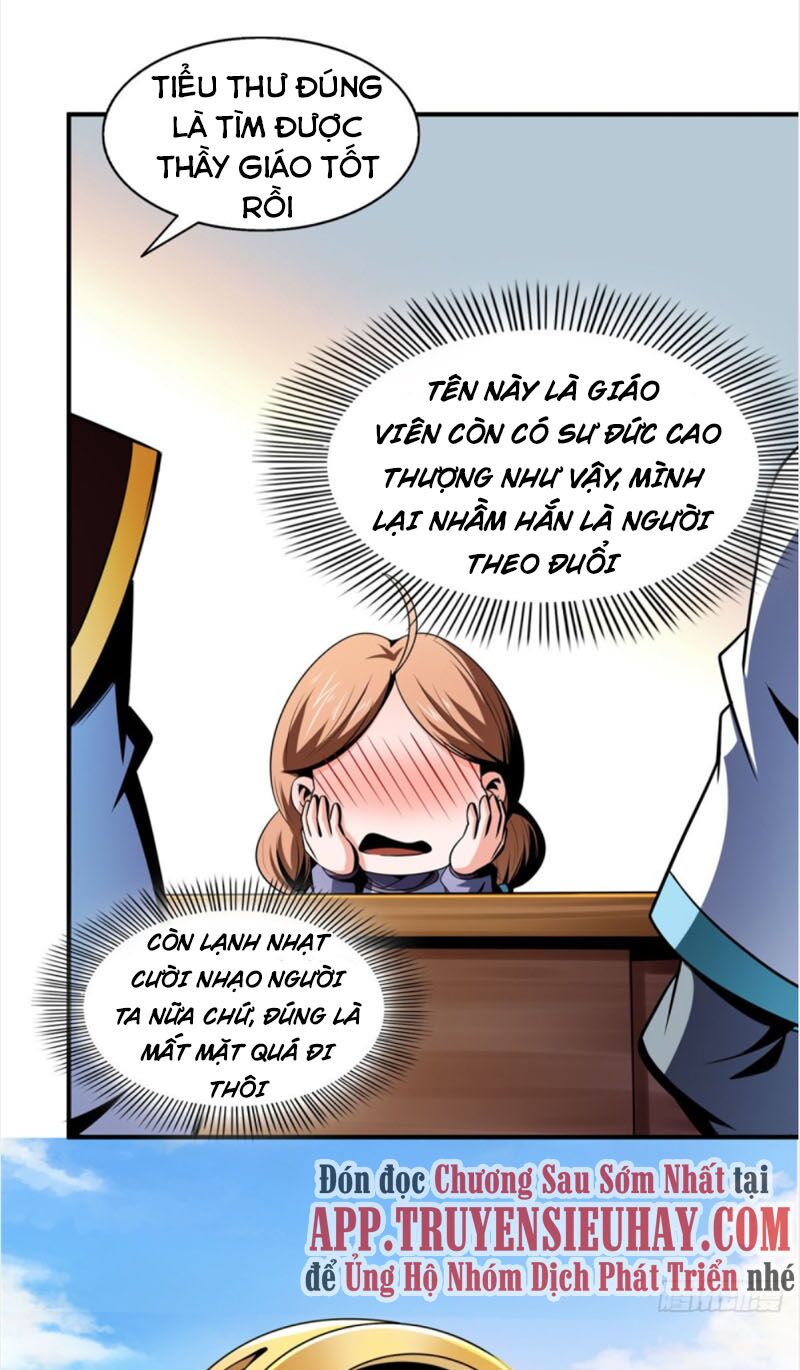 TIỂU THƯ ĐÚNG
LÀ TÌM ĐƯỢC
THẦY GIÁO TỐT
RỒI
TÊN NÀY LÀ GIÁO
VIÊN CÒN CÓ SƯ ĐỨC CAO
THƯỢNG NHƯ VẬY, MÌNH
LẠI NHẦM HẮN LÀ NGƯỜI
THEO ĐUỔI
CÒN LẠNH NHẠT
CƯỜI NHẠO NGƯỜI
TA NỮA CHỨ, ĐÚNG LÀ
MẤT MẶT QUÁ ĐI
THÔI
Đón đọc Chương Sau Sớm Nhất tại
APP.TRUYENSIEUHAY.COM
để Ủng Hộ Nhóm Dịch Phát Triển nhé